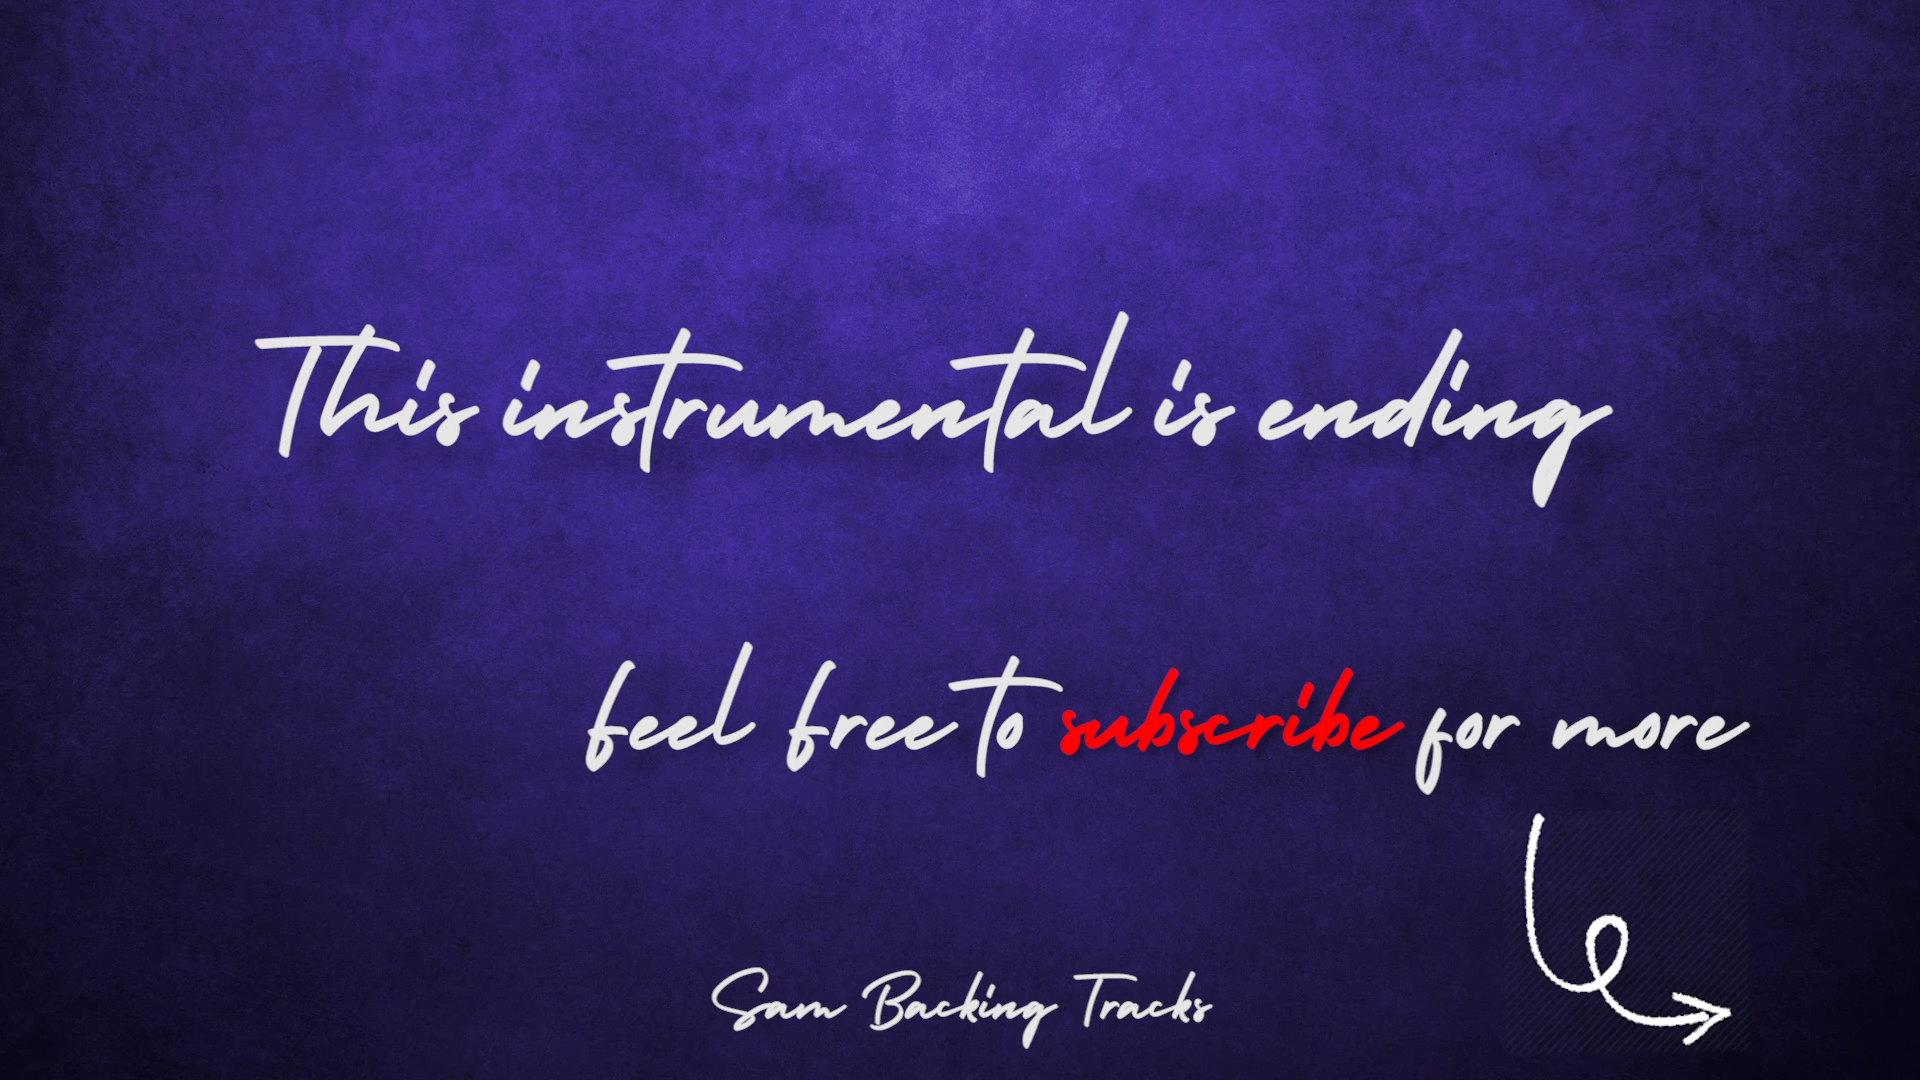 This instrumental is ending
feel free to subscribe for more
Sam Backing Tracks